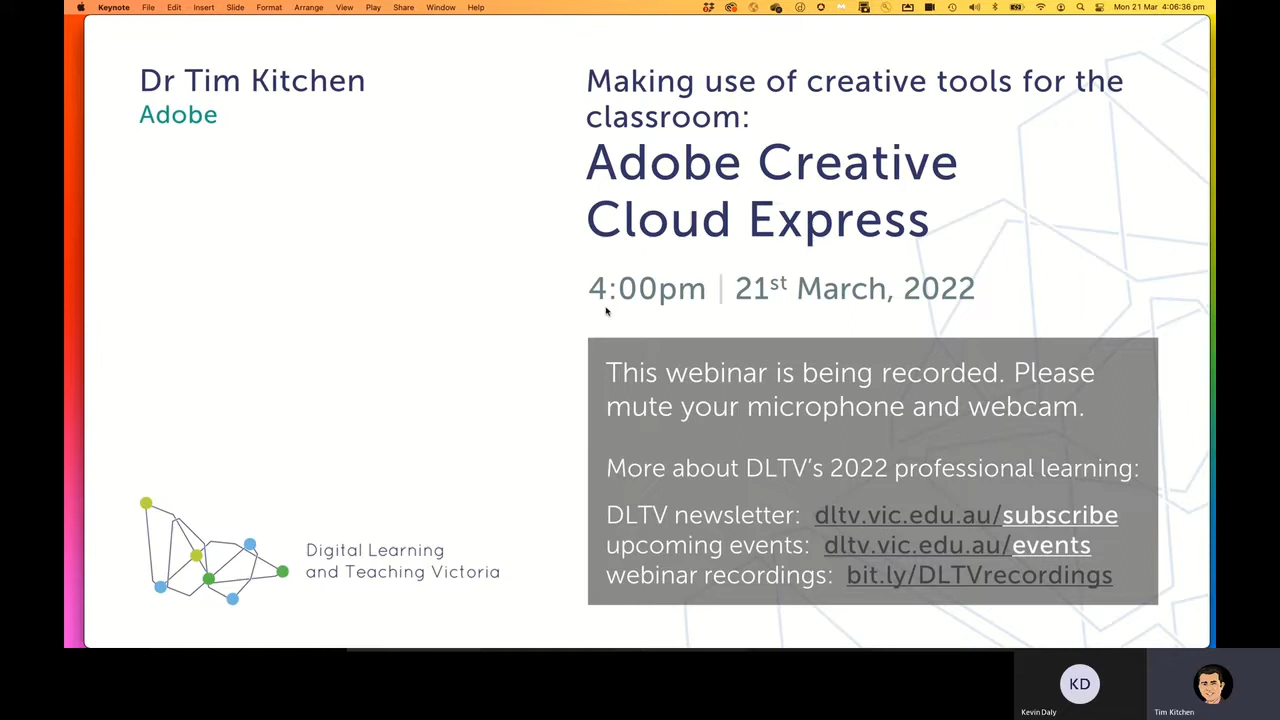 Keynote File Edit Insert Slide Format Arrange View Play Share Window Help
Mon 21 Mar 4:06:36 pm
Dr Tim Kitchen
Adobe
Making use of creative tools for the
classroom:
Adobe Creative
Cloud Express
4:00pm | 21st March, 2022
This webinar is being recorded. Please
mute your microphone and webcam.
More about DLTV’s 2022 professional learning:
DLTV newsletter: dltv.vic.edu.au/subscribe
upcoming events: dltv.vic.edu.au/events
webinar recordings: bit.ly/DLTVrecordings
Digital Learning
and Teaching Victoria
KD
Kevin Daly
Tim Kitchen